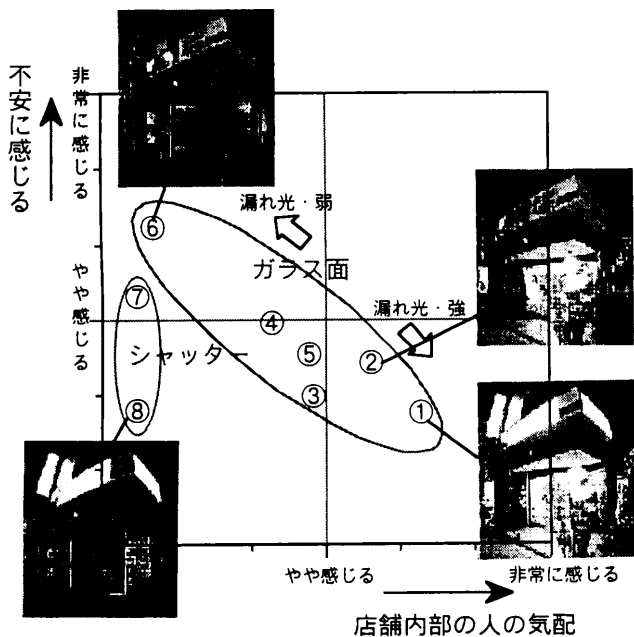 不安に感じる
非常に感じる
漏れ光・弱
⑥
ガラス面
やや感じる
⑦
漏れ光・強
④
シャッター
⑤
②
③
⑧
①
やや感じる
非常に感じる
店舗内部の人の気配